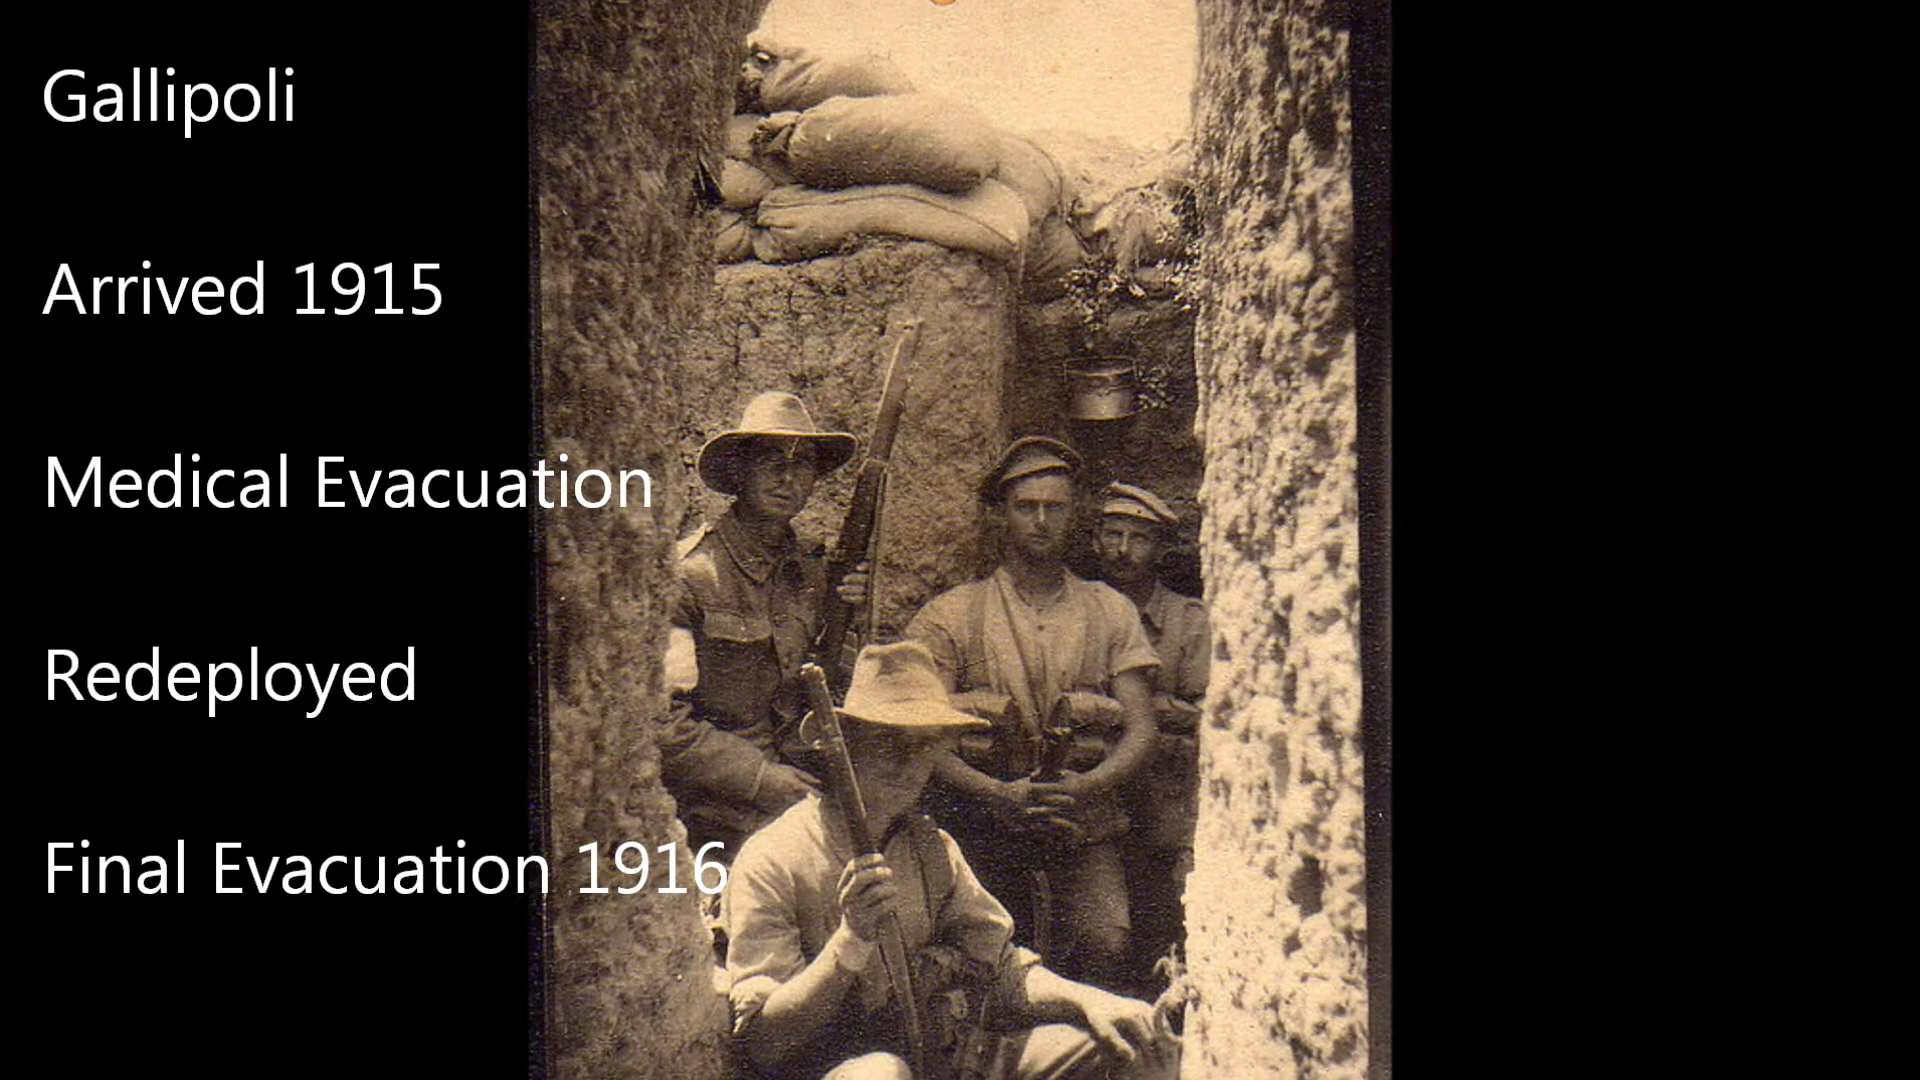 Gallipoli
Arrived 1915
Medical Evacuation
Redeployed
Final Evacuation 1916